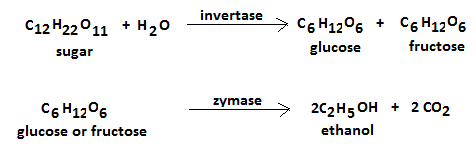 invertase
C12H22O11 + H2O ⟶ C6H12O6 + C6H12O6
sugar glucose fructose
zymase
C6H12O6 ⟶ 2C2H5OH + 2 CO2
glucose or fructose ethanol